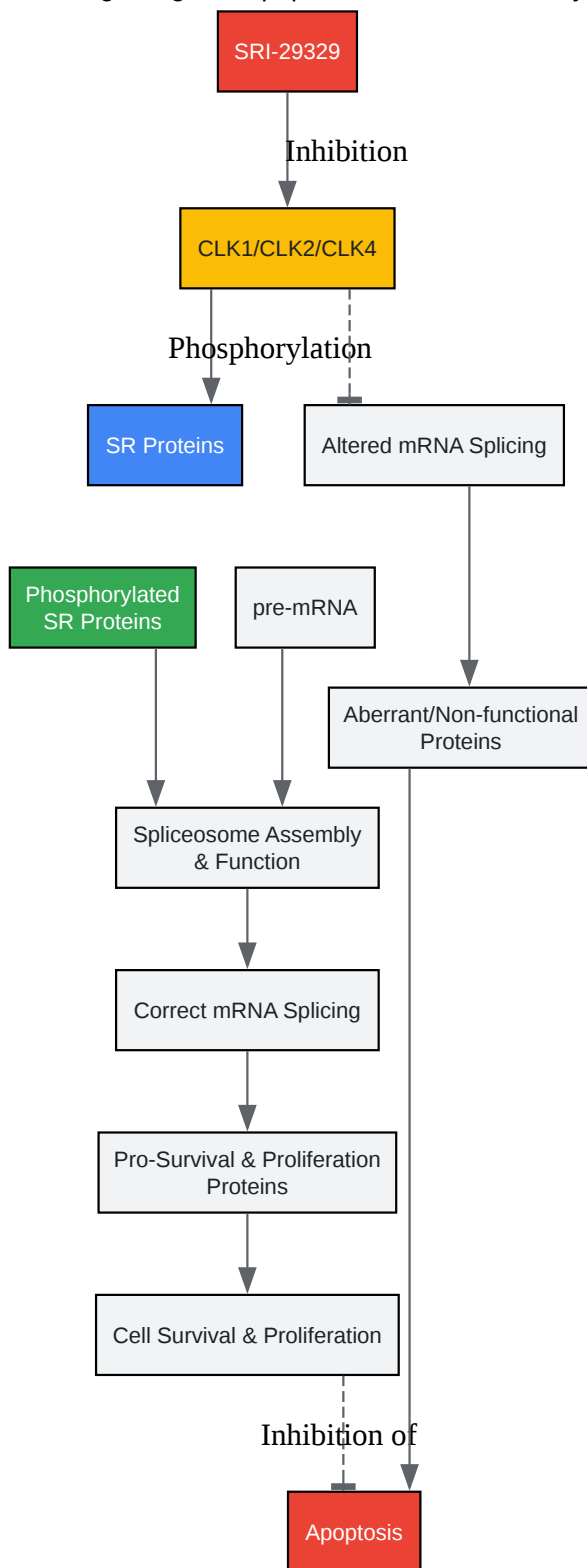 SRI-29329
Inhibition
CLK1/CLK2/CLK4
Phosphorylation
SR Proteins
Altered mRNA Splicing
Phosphorylated
SR Proteins
pre-mRNA
Aberrant/Non-functional
Proteins
Spliceosome Assembly
& Function
Correct mRNA Splicing
Pro-Survival & Proliferation
Proteins
Cell Survival & Proliferation
Inhibition of
Apoptosis